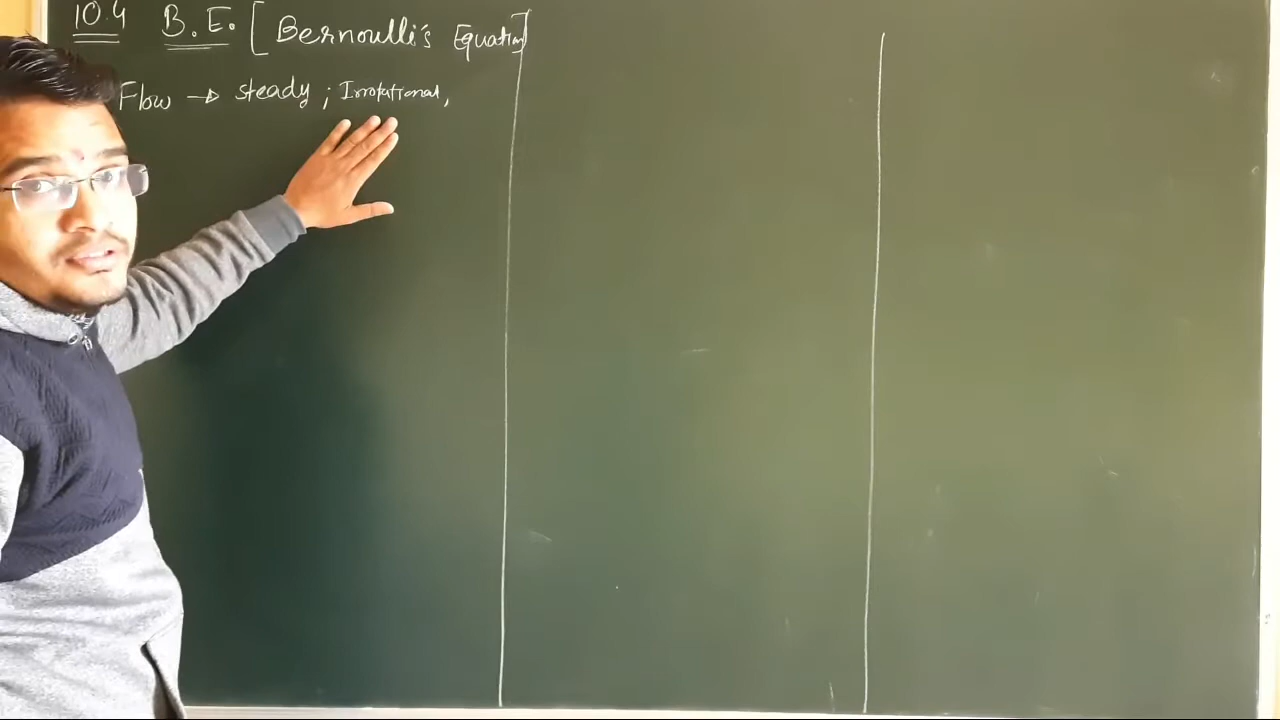 10.4 B.E. [Bernoulli's Equation]
Flow → steady ; Irrotational,